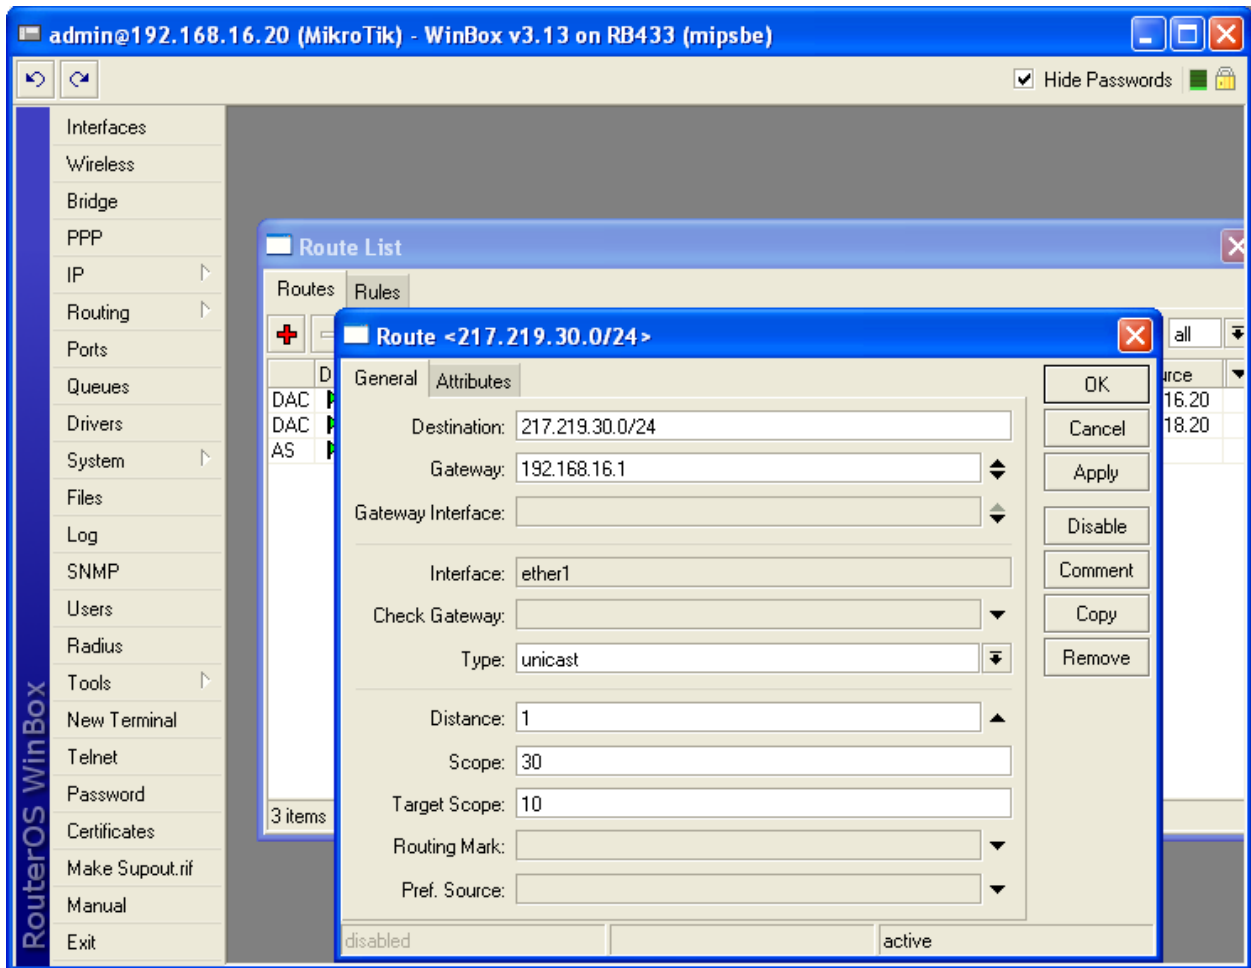 admin@192.168.16.20 (MikroTik) - WinBox v3.13 on RB433 (mipsbe)
Hide Passwords
RouterOS WinBox
Interfaces
Wireless
Bridge
PPP
IP
Routing
Ports
Queues
Drivers
System
Files
Log
SNMP
Users
Radius
Tools
New Terminal
Telnet
Password
Certificates
Make Supout.rif
Manual
Exit
Route List
Routes Rules
all
D urce
DAC 16.20
DAC 18.20
AS
3 items
Route <217.219.30.0/24>
General Attributes
Destination: 217.219.30.0/24
Gateway: 192.168.16.1
Gateway Interface:
Interface: ether1
Check Gateway:
Type: unicast
Distance: 1
Scope: 30
Target Scope: 10
Routing Mark:
Pref. Source:
OK
Cancel
Apply
Disable
Comment
Copy
Remove
disabled active